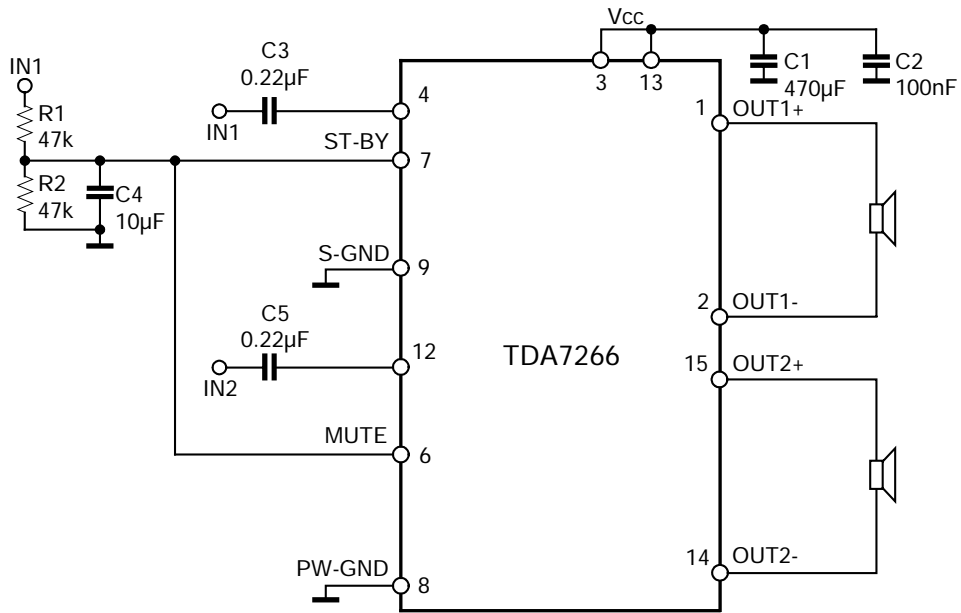 IN1
R1
47k
R2
47k
C4
10µF
C3
0.22µF
IN1
4
ST-BY
7
S-GND
9
C5
0.22µF
IN2
12
MUTE
6
PW-GND
8
TDA7266
Vcc
3
13
C1
470µF
C2
100nF
1
OUT1+
2
OUT1-
15
OUT2+
14
OUT2-